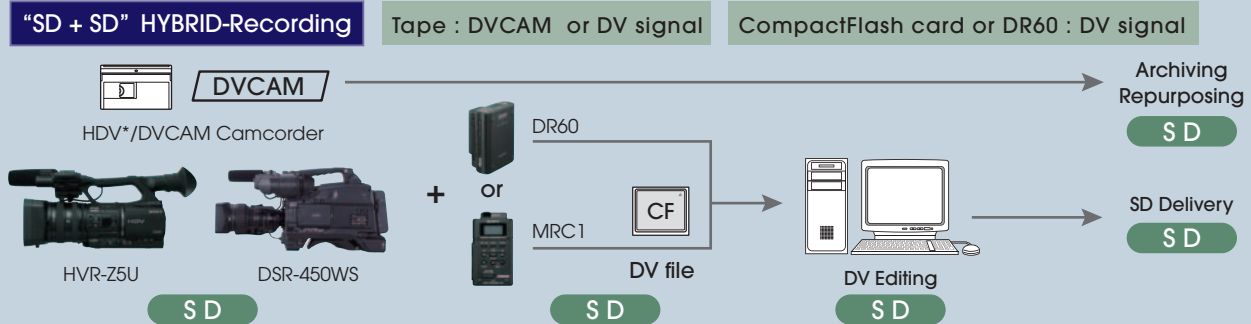 “SD + SD” HYBRID-Recording
Tape : DVCAM or DV signal
CompactFlash card or DR60 : DV signal
DVCAM
HDV*/DVCAM Camcorder
Archiving
Repurposing
SD
DR60
+
or
MRC1
CF
DV file
HVR-Z5U
DSR-450WS
SD
SD
DV Editing
SD
SD Delivery
SD